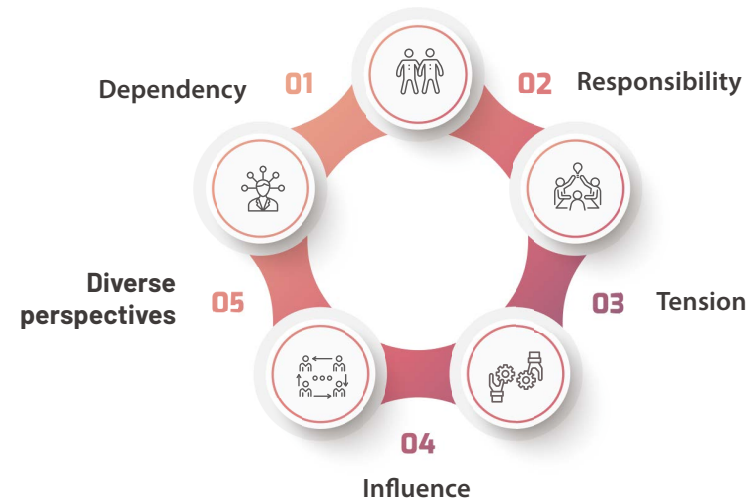 01
Dependency
02
Responsibility
03
Tension
04
Influence
05
Diverse
perspectives